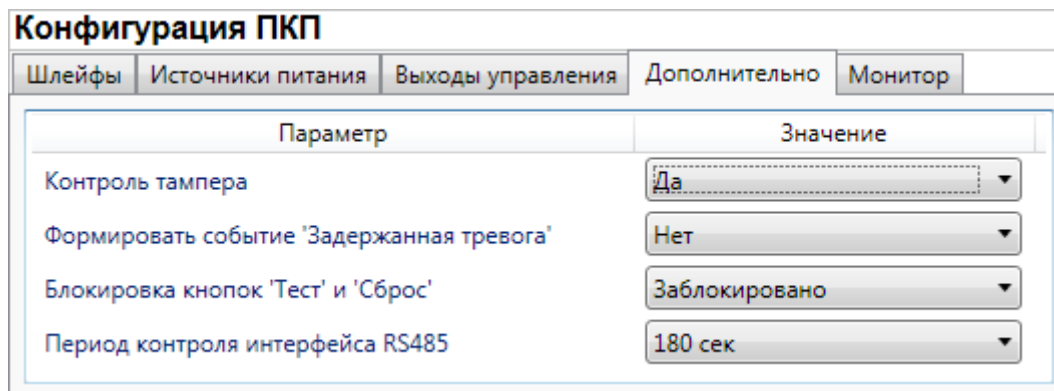 Конфигурация ПКП
Шлейфы Источники питания Выходы управления Дополнительно Монитор
Параметр Значение
Контроль тампера Да
Формировать событие 'Задержанная тревога' Нет
Блокировка кнопок 'Тест' и 'Сброс' Заблокировано
Период контроля интерфейса RS485 180 сек